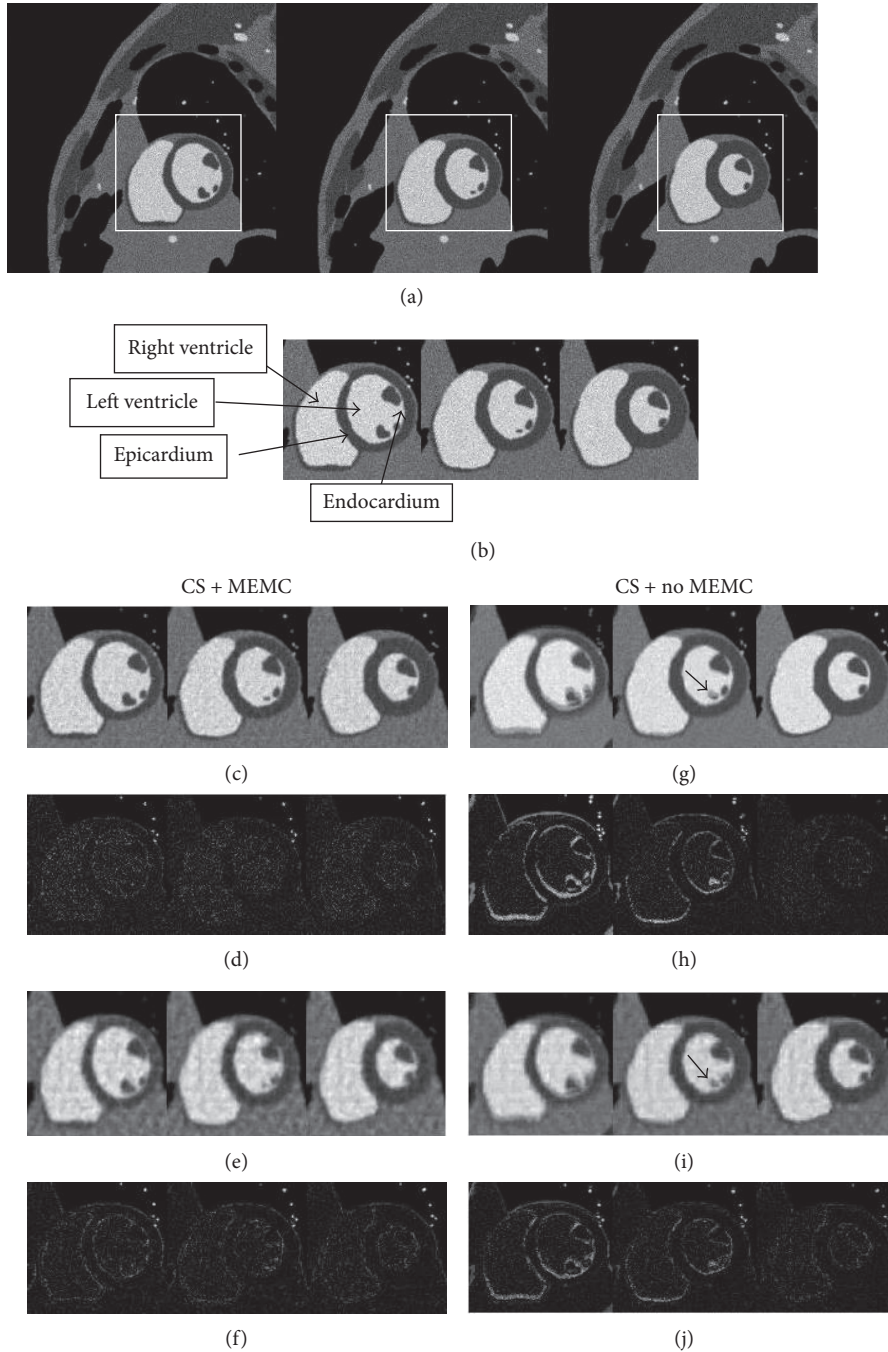 (a)
Right ventricle
Left ventricle
Epicardium
Endocardium
(b)
CS + MEMC
CS + no MEMC
(c)
(g)
(d)
(h)
(e)
(i)
(f)
(j)